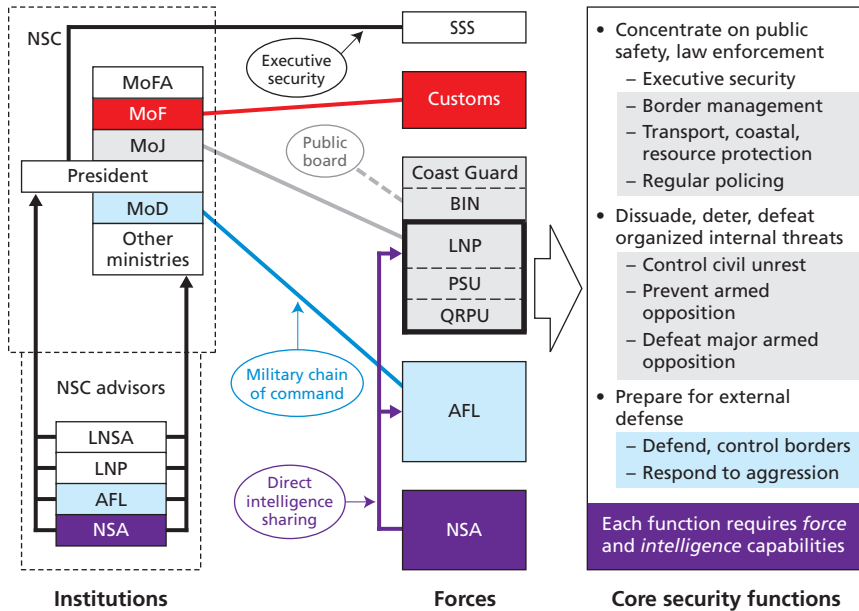 NSC
MoFA
MoF
MoJ
President
MoD
Other
ministries
NSC advisors
LNSA
LNP
AFL
NSA
Institutions
Executive
security
Public
board
Military chain
of command
Direct
intelligence
sharing
SSS
Customs
Coast Guard
BIN
LNP
PSU
QRPU
AFL
NSA
Forces
• Concentrate on public
safety, law enforcement
– Executive security
– Border management
– Transport, coastal,
resource protection
– Regular policing
• Dissuade, deter, defeat
organized internal threats
– Control civil unrest
– Prevent armed
opposition
– Defeat major armed
opposition
• Prepare for external
defense
– Defend, control borders
– Respond to aggression
Each function requires force
and intelligence capabilities
Core security functions